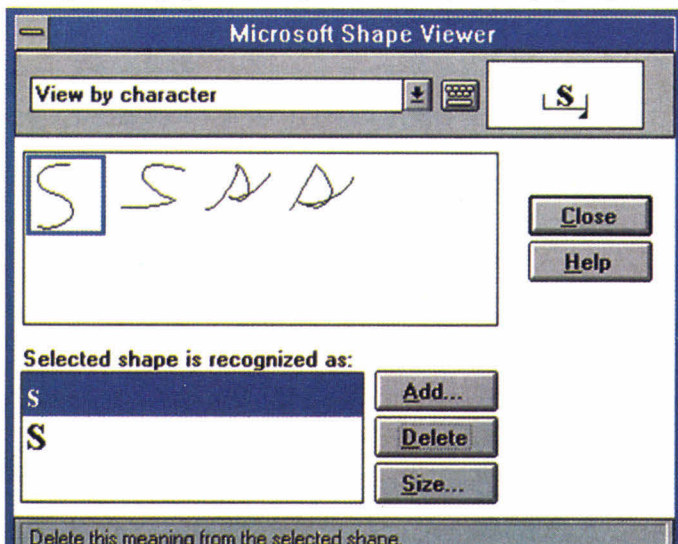 Microsoft Shape Viewer
View by character
S
S S s s
Close
Help
Selected shape is recognized as:
s
S
Add...
Delete
Size...
Delete this meaning from the selected shape